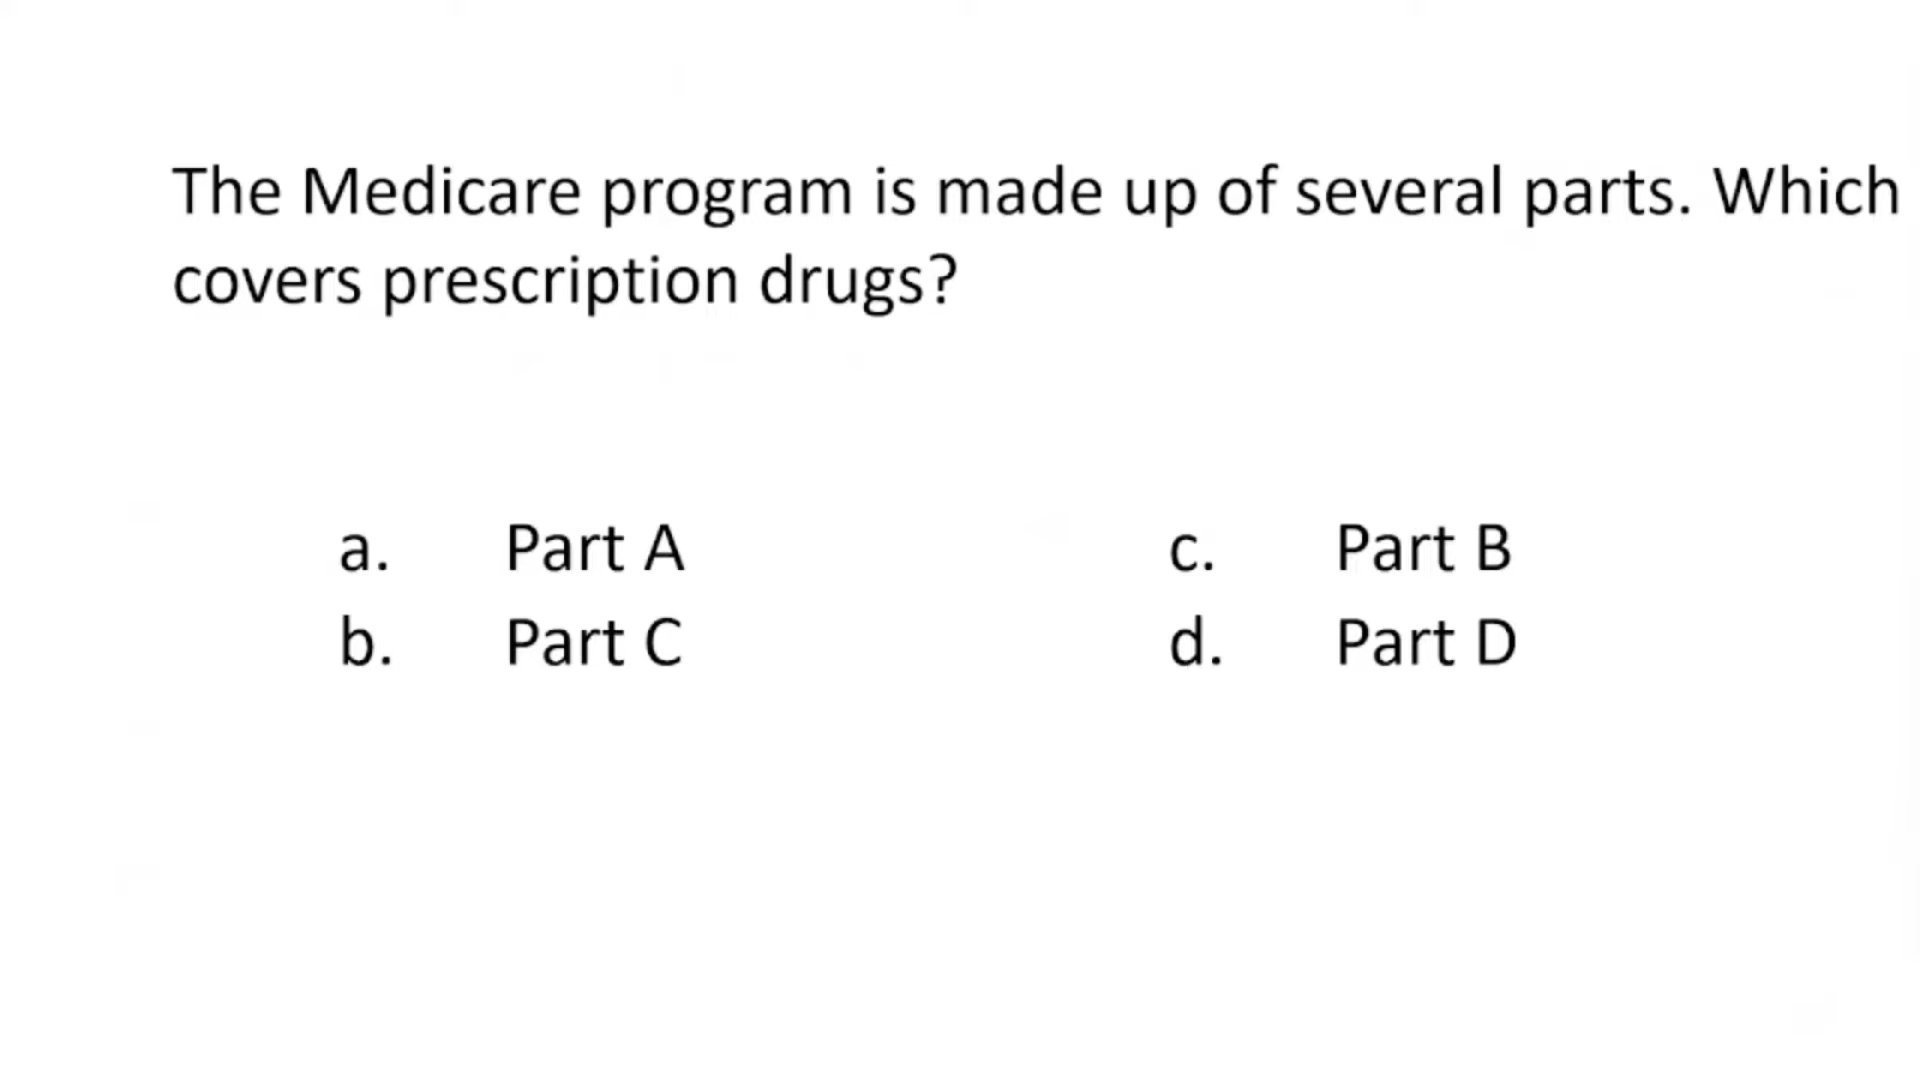 The Medicare program is made up of several parts. Which
covers prescription drugs?
a. Part A c. Part B
b. Part C d. Part D